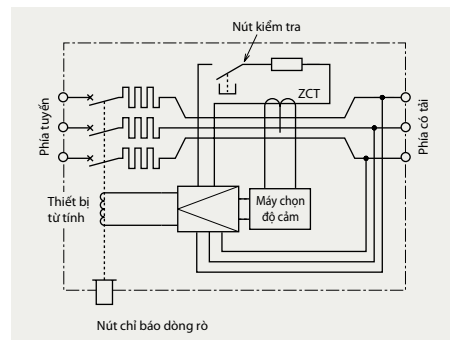 Nút kiểm tra
ZCT
Phía tuyến
Phía có tải
Thiết bị
từ tính
Máy chọn
độ cảm
Nút chỉ báo dòng rò